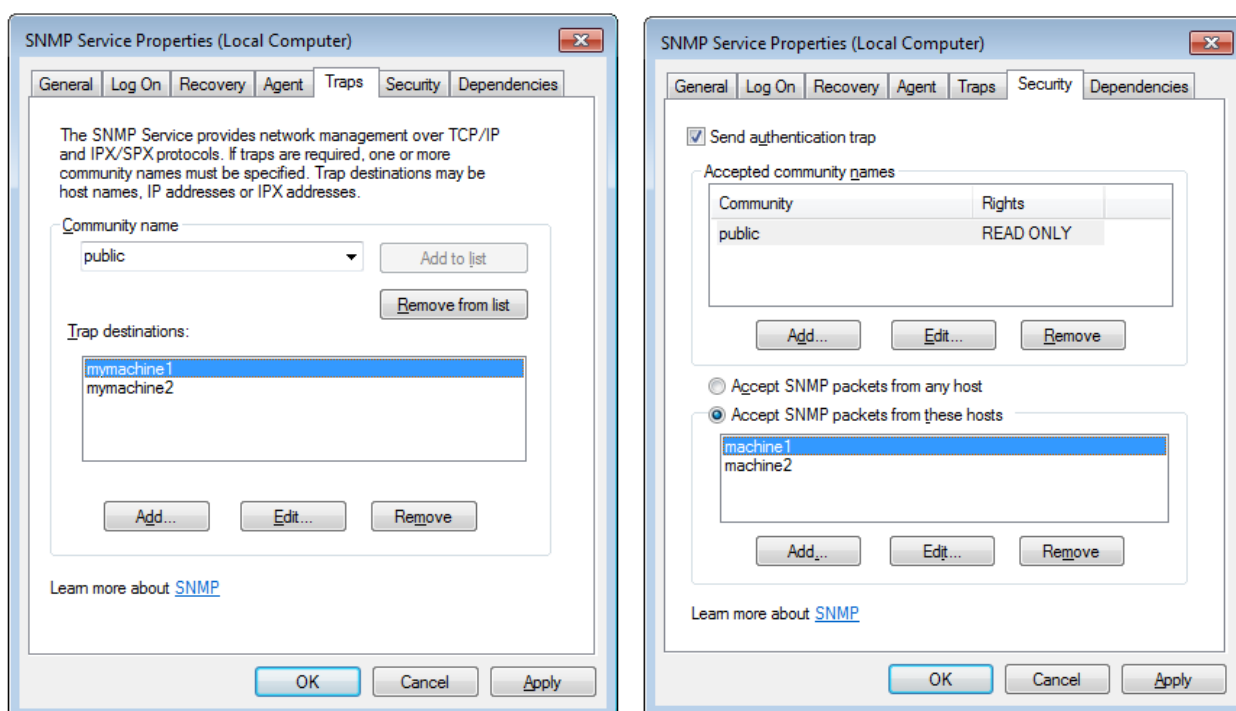 SNMP Service Properties (Local Computer)
General Log On Recovery Agent Traps Security Dependencies
The SNMP Service provides network management over TCP/IP
and IPX/SPX protocols. If traps are required, one or more
community names must be specified. Trap destinations may be
host names, IP addresses or IPX addresses.
Community name
public
Add to list
Remove from list
Trap destinations:
mymachine1
mymachine2
Add... Edit... Remove
Learn more about SNMP
OK Cancel Apply
SNMP Service Properties (Local Computer)
General Log On Recovery Agent Traps Security Dependencies
Send authentication trap
Accepted community names
Community Rights
public READ ONLY
Add... Edit... Remove
Accept SNMP packets from any host
Accept SNMP packets from these hosts
machine1
machine2
Add... Edit... Remove
Learn more about SNMP
OK Cancel Apply